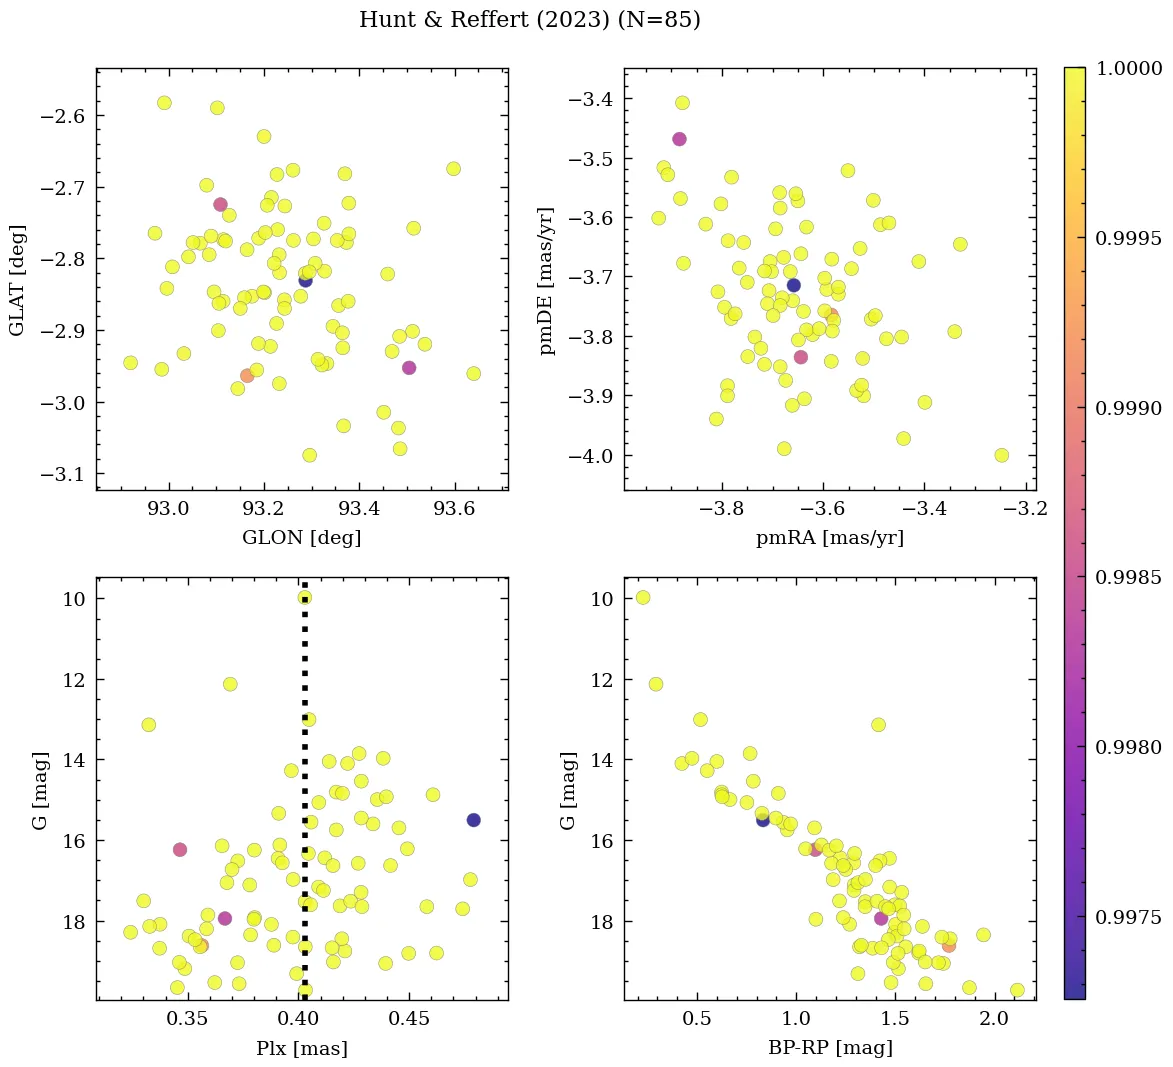 Hunt & Reffert (2023) (N=85)
−2.6
−2.7
−2.8
−2.9
−3.0
−3.1
GLAT [deg]
93.0 93.2 93.4 93.6
GLON [deg]
−3.4
−3.5
−3.6
−3.7
−3.8
−3.9
−4.0
pmDE [mas/yr]
−3.8 −3.6 −3.4 −3.2
pmRA [mas/yr]
10
12
14
16
18
G [mag]
0.35 0.40 0.45
Plx [mas]
10
12
14
16
18
G [mag]
0.5 1.0 1.5 2.0
BP-RP [mag]
1.0000
0.9995
0.9990
0.9985
0.9980
0.9975